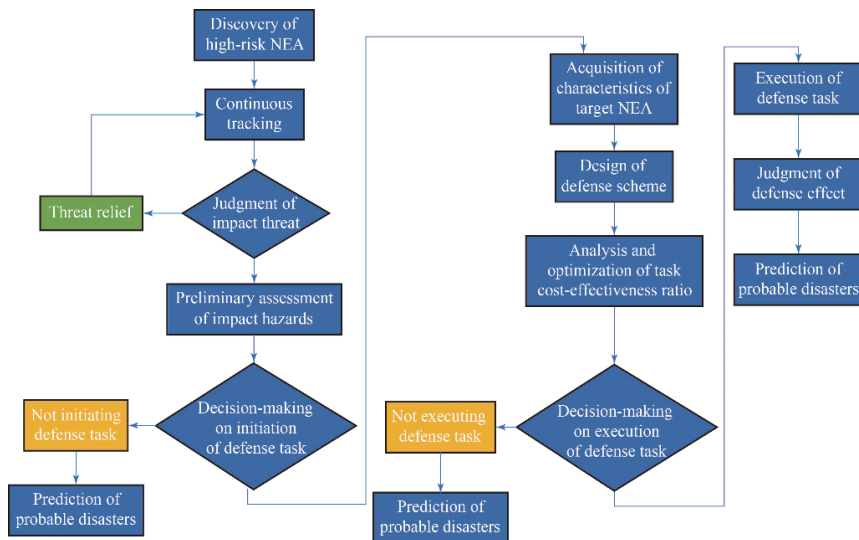 Discovery of
high-risk NEA
Continuous
tracking
Threat relief
Judgment of
impact threat
Preliminary assessment
of impact hazards
Decision-making
on initiation
of defense task
Not initiating
defense task
Prediction of
probable disasters
Acquisition of
characteristics of
target NEA
Design of
defense scheme
Analysis and
optimization of task
cost-effectiveness ratio
Decision-making
on execution
of defense task
Not executing
defense task
Prediction of
probable disasters
Execution of
defense task
Judgment of
defense effect
Prediction of
probable disasters